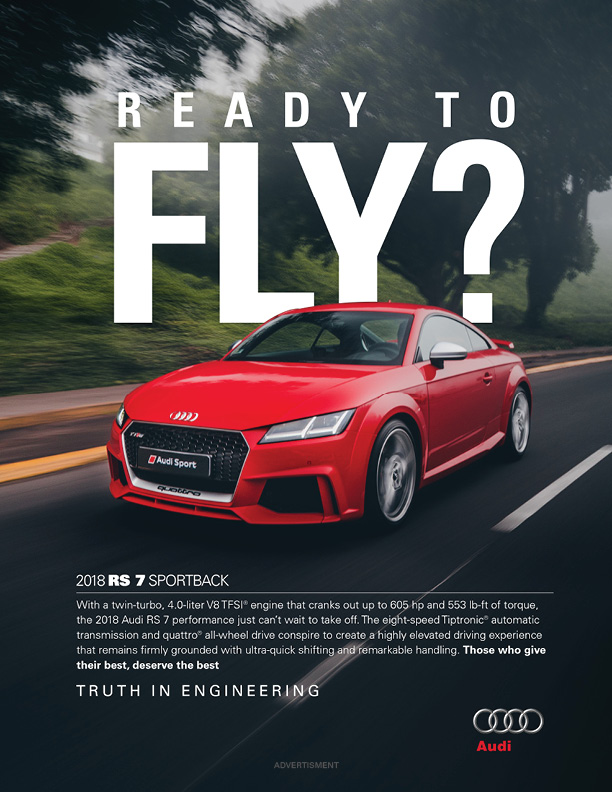 READY TO
FLY?
Audi Sport
quattro
2018 RS 7 SPORTBACK
With a twin-turbo, 4.0-liter V8 TFSI® engine that cranks out up to 605 hp and 553 lb-ft of torque,
the 2018 Audi RS 7 performance just can't wait to take off. The eight-speed Tiptronic® automatic
transmission and quattro® all-wheel drive conspire to create a highly elevated driving experience
that remains firmly grounded with ultra-quick shifting and remarkable handling. Those who give
their best, deserve the best
TRUTH IN ENGINEERING
Audi
ADVERTISMENT